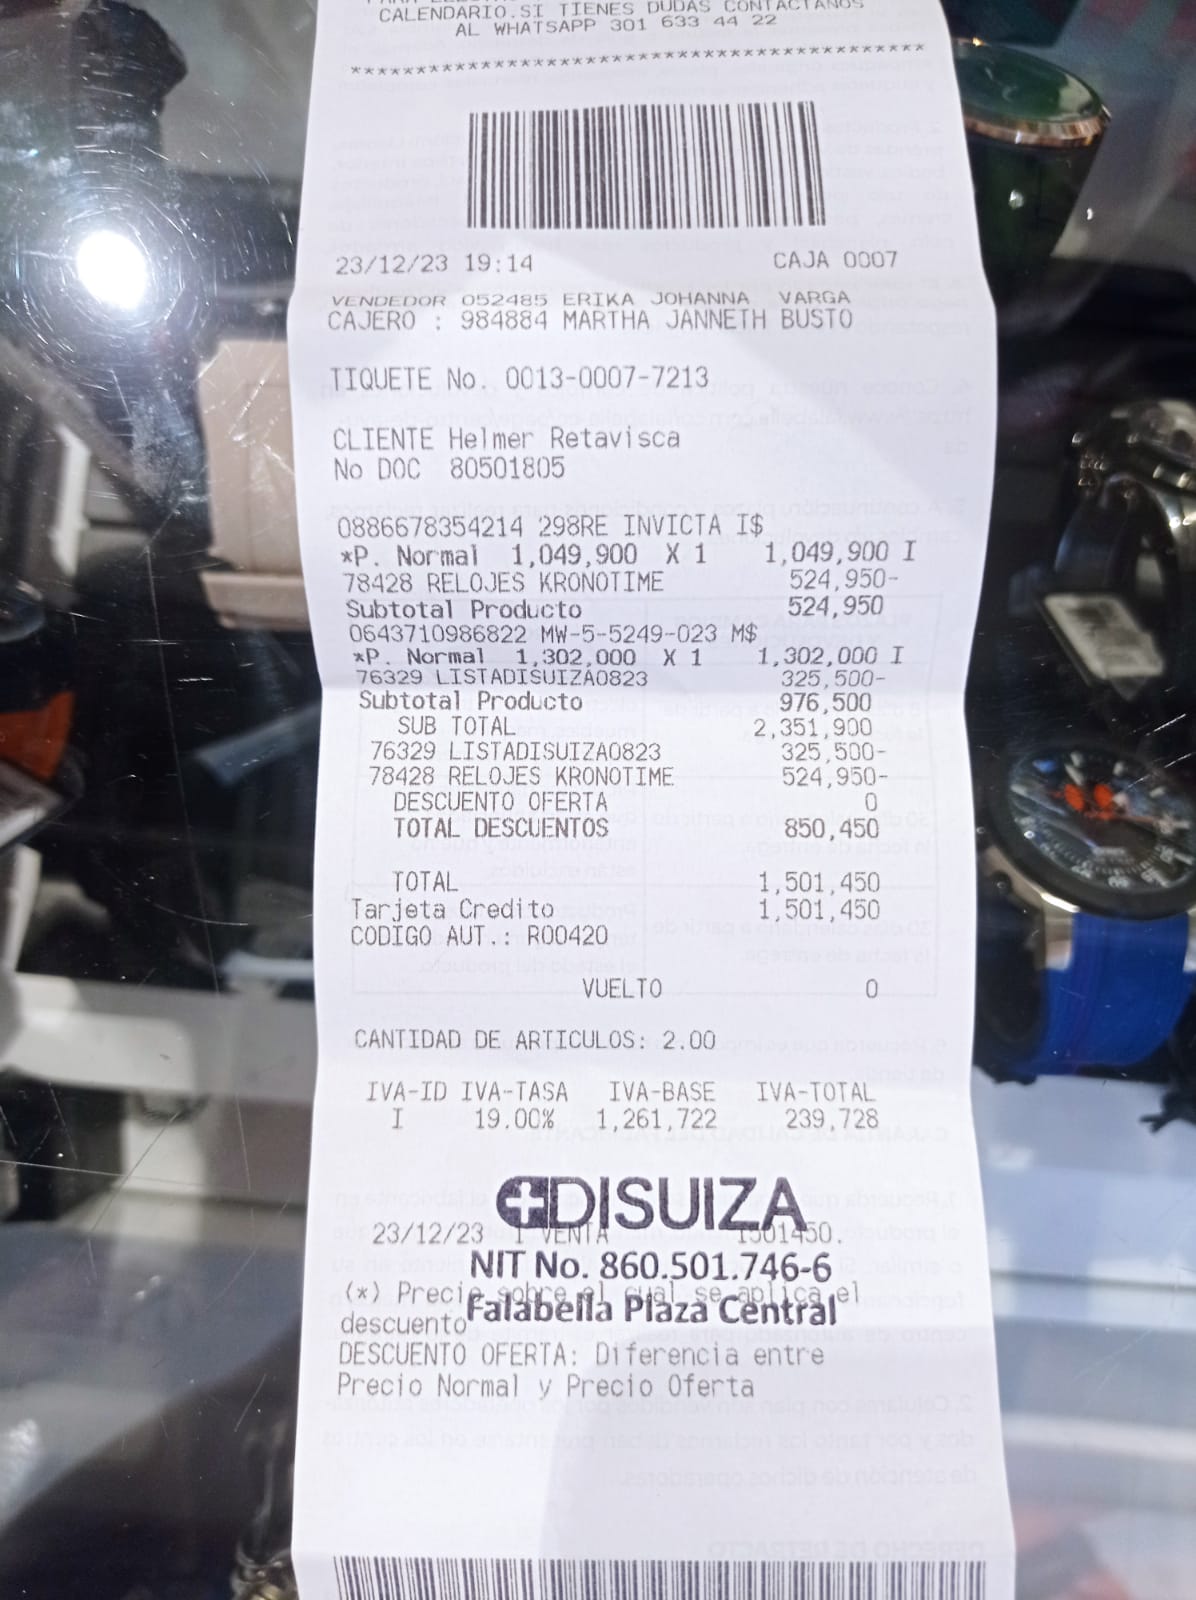 CALENDARIO.SI TIENES DUDAS CONTACTANOS
AL WHATSAPP 301 633 44 22
****************************************
23/12/23 19:14 CAJA 0007
VENDEDOR 052485 ERIKA JOHANNA VARGA
CAJERO : 984884 MARTHA JANNETH BUSTO
TIQUETE No. 0013-0007-7213
CLIENTE Helmer Retavisca
No DOC 80501805
0886678354214 298RE INVICTA I$
*P. Normal 1,049,900 X 1 1,049,900 I
78428 RELOJES KRONOTIME 524,950-
Subtotal Producto 524,950
0643710986822 MW-5-5249-023 M$
*P. Normal 1,302,000 X 1 1,302,000 I
76329 LISTADISUIZA0823 325,500-
Subtotal Producto 976,500
SUB TOTAL 2,351,900
76329 LISTADISUIZA0823 325,500-
78428 RELOJES KRONOTIME 524,950-
DESCUENTO OFERTA 0
TOTAL DESCUENTOS 850,450
TOTAL 1,501,450
Tarjeta Credito 1,501,450
CODIGO AUT.: R00420
VUELTO 0
CANTIDAD DE ARTICULOS: 2.00
IVA-ID IVA-TASA IVA-BASE IVA-TOTAL
I 19.00% 1,261,722 239,728
DISUIZA
23/12/23 VENTA 1501450.
NIT No. 860.501.746-6
(*) Precio sobre el cual se aplica el
Falabella Plaza Central
descuento
DESCUENTO OFERTA: Diferencia entre
Precio Normal y Precio Oferta